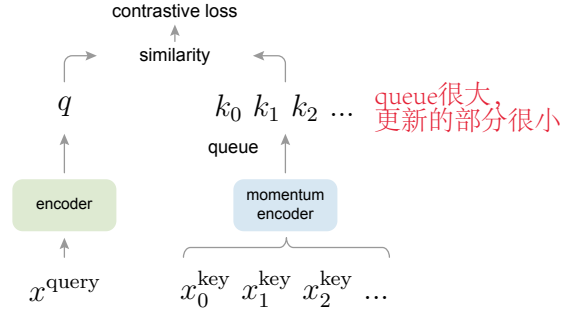 contrastive loss
similarity
q
k₀ k₁ k₂ ...
queue很大,
更新的部分很小
queue
encoder
momentum
encoder
x^query
x₀^key x₁^key x₂^key ...